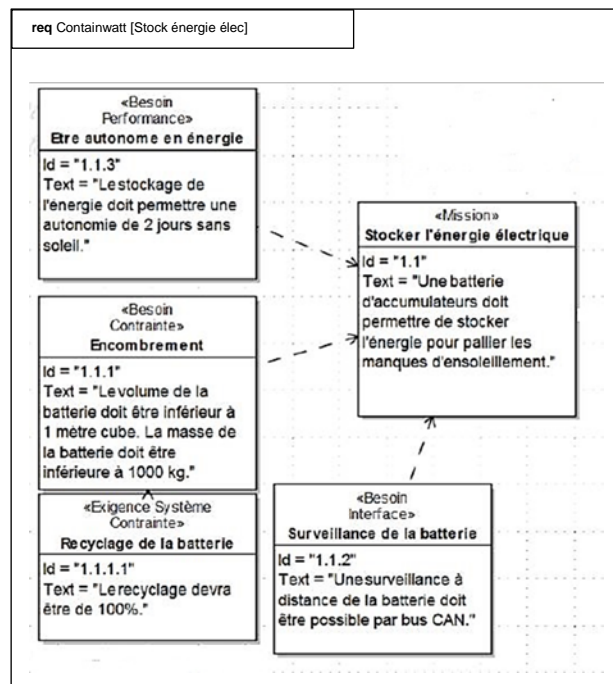 req Containwatt [Stock énergie élec]
«Besoin
Performance»
Etre autonome en énergie
Id = "1.1.3"
Text = "Le stockage de
l'énergie doit permettre une
autonomie de 2 jours sans
soleil."
«Mission»
Stocker l'énergie électrique
Id = "1.1"
Text = "Une batterie
d'accumulateurs doit
permettre de stocker
l'énergie pour pallier les
manques d'ensoleillement."
«Besoin
Contrainte»
Encombrement
Id = "1.1.1"
Text = "Le volume de la
batterie doit être inférieur à
1 mètre cube. La masse de
la batterie doit être
inférieure à 1000 kg."
«Exigence Système
Contrainte»
Recyclage de la batterie
Id = "1.1.1.1"
Text = "Le recyclage devra
être de 100%."
«Besoin
Interface»
Surveillance de la batterie
Id = "1.1.2"
Text = "Une surveillance à
distance de la batterie doit
être possible par bus CAN."